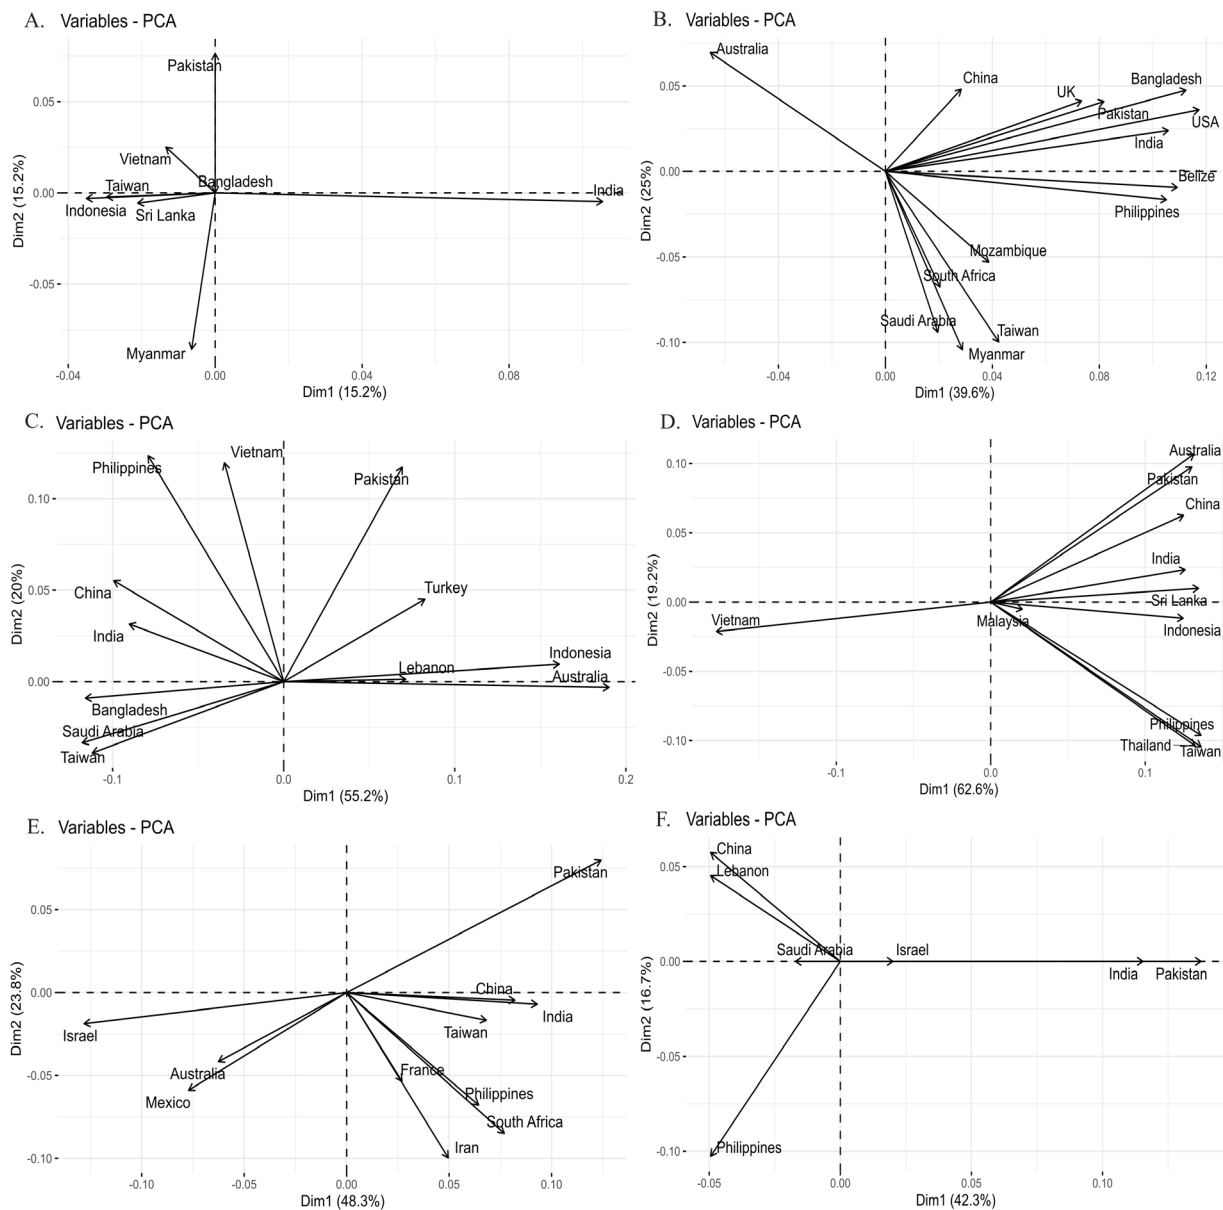 A. Variables - PCA
Pakistan
0.05
Vietnam
Bangladesh
Taiwan
India
0.00
Indonesia
Sri Lanka
Dim2 (15.2%)
-0.05
Myanmar
-0.04 0.00 0.04 0.08
Dim1 (15.2%)
B. Variables - PCA
Australia
China
Bangladesh
0.05
UK
Pakistan
USA
India
0.00
Belize
Philippines
Dim2 (25%)
Mozambique
-0.05
South Africa
Saudi Arabia
Taiwan
-0.10
Myanmar
-0.04 0.00 0.04 0.08 0.12
Dim1 (39.6%)
C. Variables - PCA
Vietnam
Philippines
Pakistan
0.10
China
Turkey
0.05
India
Dim2 (20%)
Indonesia
Lebanon
Australia
0.00
Bangladesh
Saudi Arabia
Taiwan
-0.1 0.0 0.1 0.2
Dim1 (55.2%)
D. Variables - PCA
Australia
0.10
Pakistan
China
0.05
India
Sri Lanka
0.00
Malaysia
Vietnam
Indonesia
Dim2 (19.2%)
-0.05
Philippines
-0.10
Thailand
Taiwan
-0.1 0.0 0.1
Dim1 (62.6%)
E. Variables - PCA
Pakistan
0.05
China
0.00
India
Taiwan
Israel
Dim2 (23.8%)
-0.05
Australia
France
Mexico
Philippines
South Africa
Iran
-0.10
-0.10 -0.05 0.00 0.05 0.10
Dim1 (48.3%)
F. Variables - PCA
China
0.05
Lebanon
Saudi Arabia
Israel
0.00
India
Pakistan
Dim2 (16.7%)
-0.05
-0.10
Philippines
-0.05 0.00 0.05 0.10
Dim1 (42.3%)